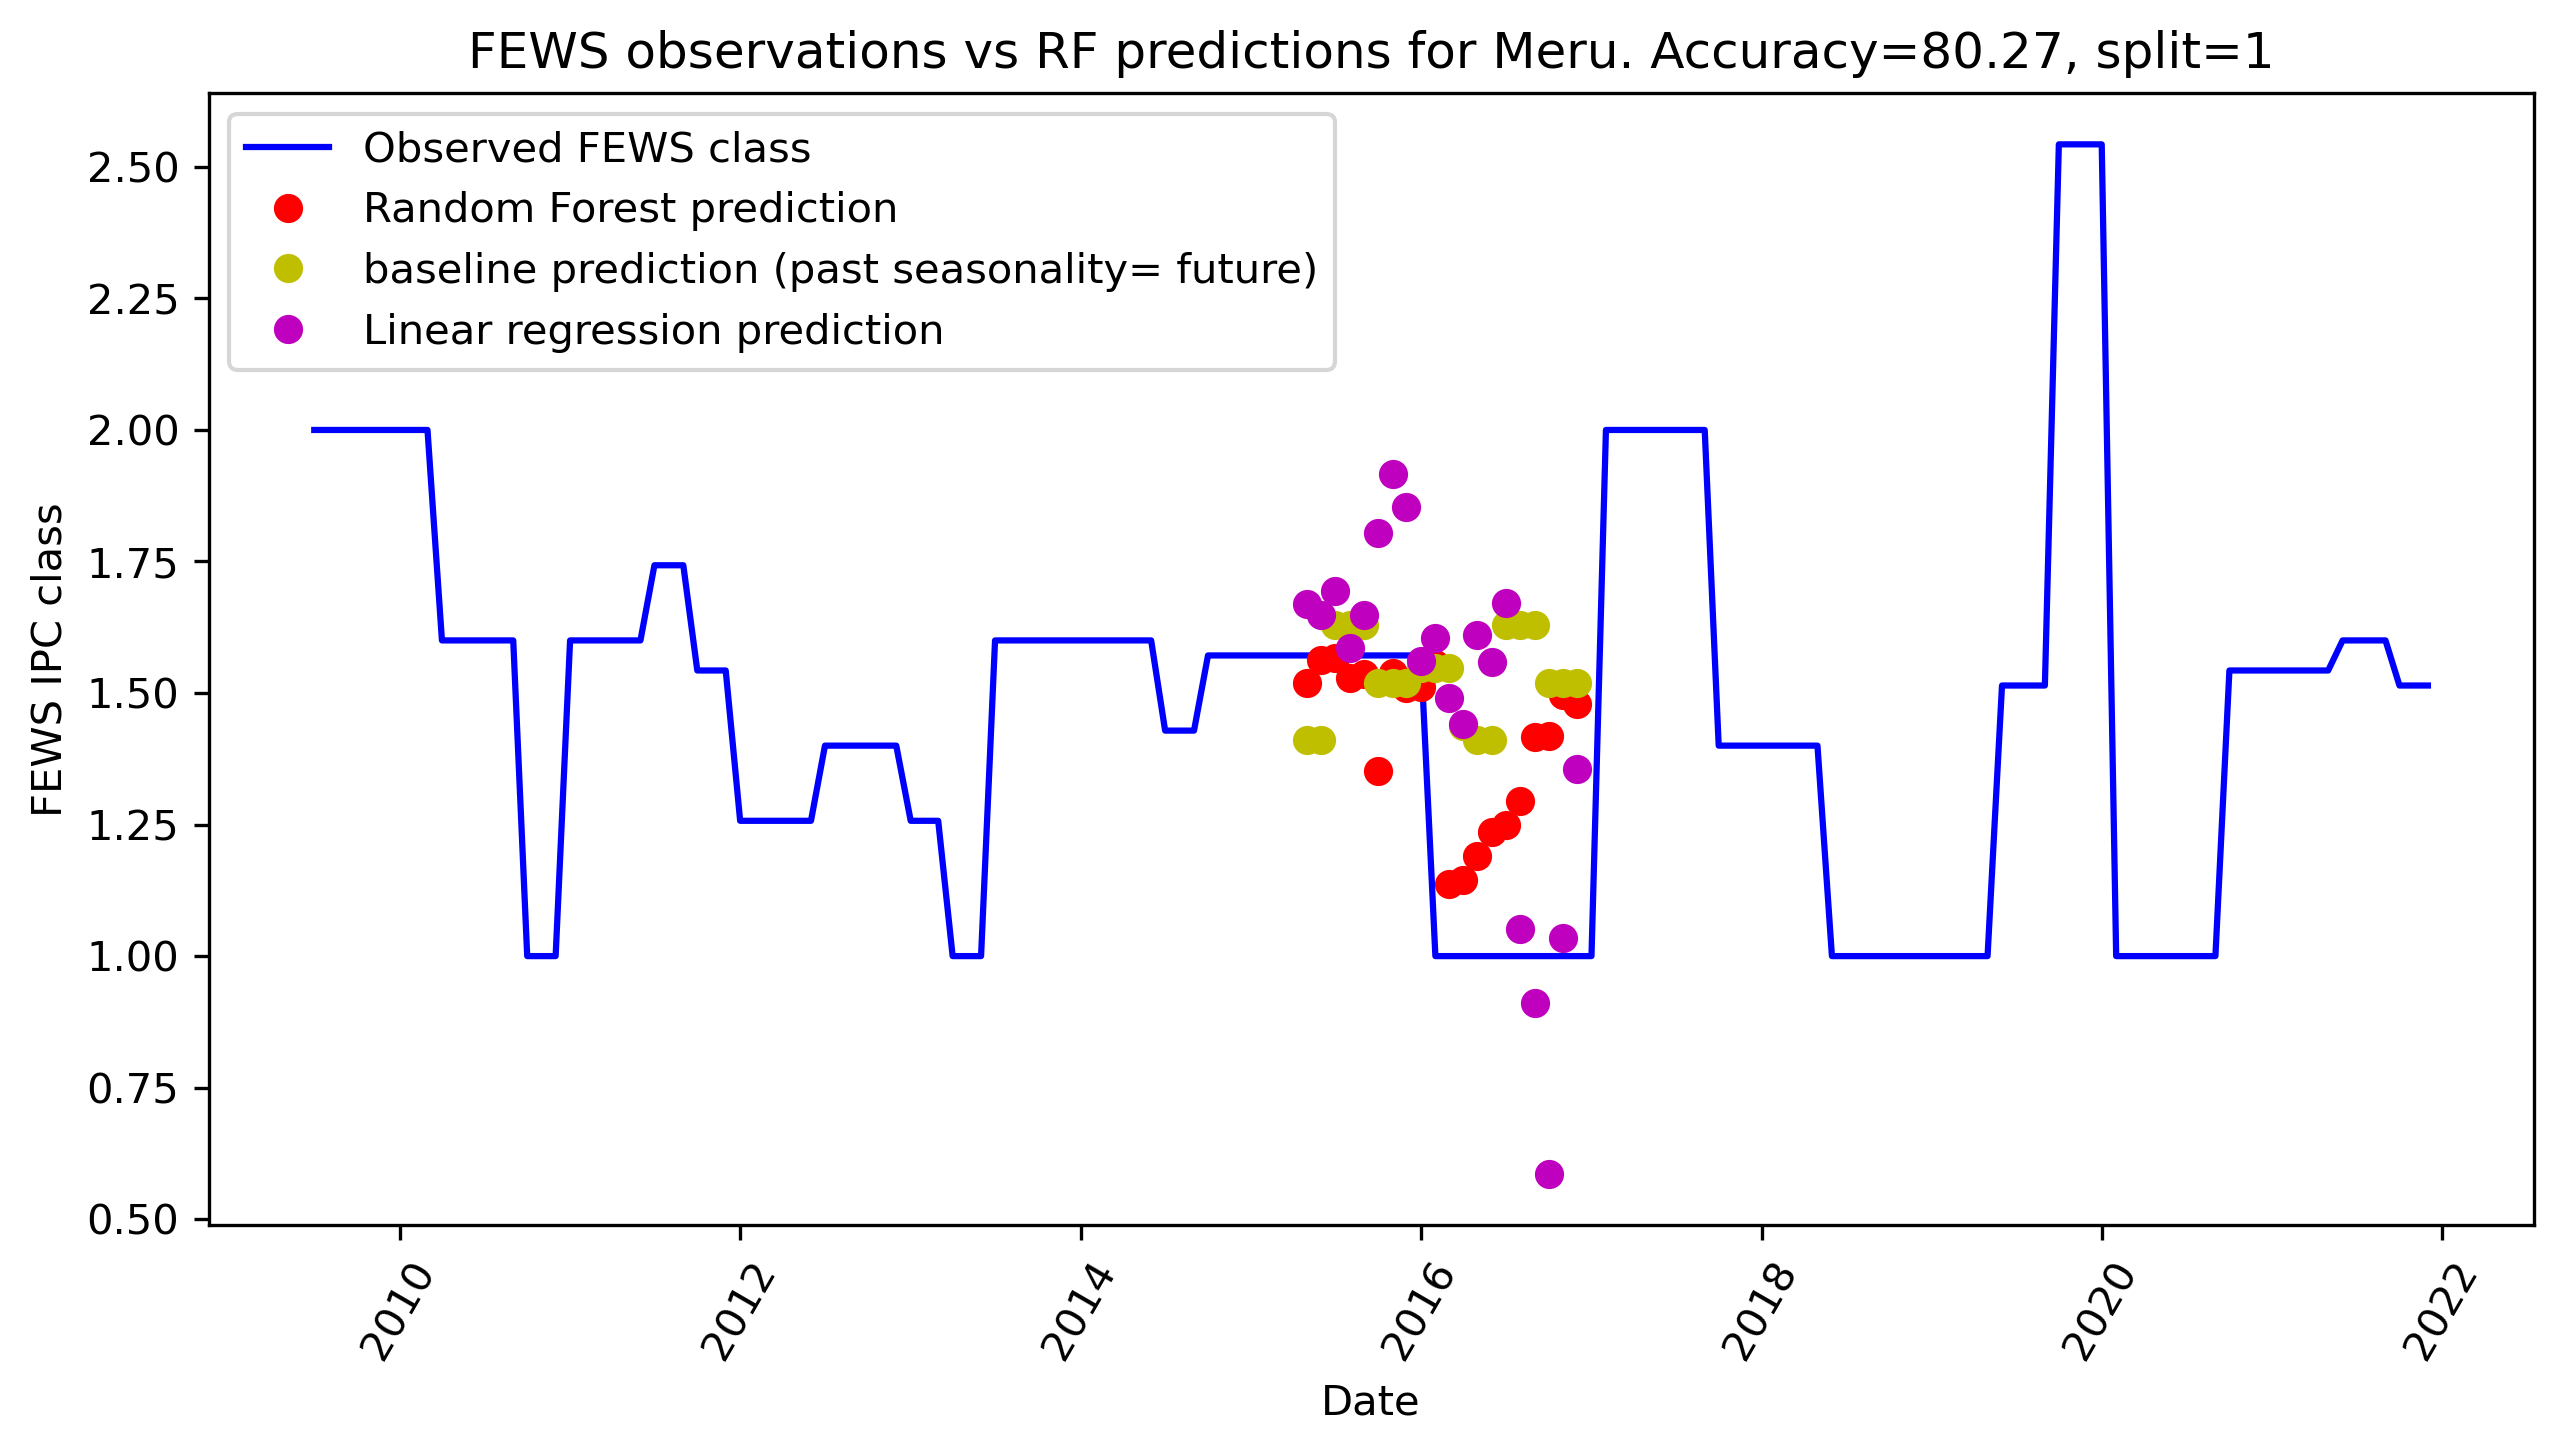 FEWS observations vs RF predictions for Meru. Accuracy=80.27, split=1
Observed FEWS class
Random Forest prediction
baseline prediction (past seasonality= future)
Linear regression prediction
FEWS IPC class
2.50
2.25
2.00
1.75
1.50
1.25
1.00
0.75
0.50
2010
2012
2014
2016
2018
2020
2022
Date